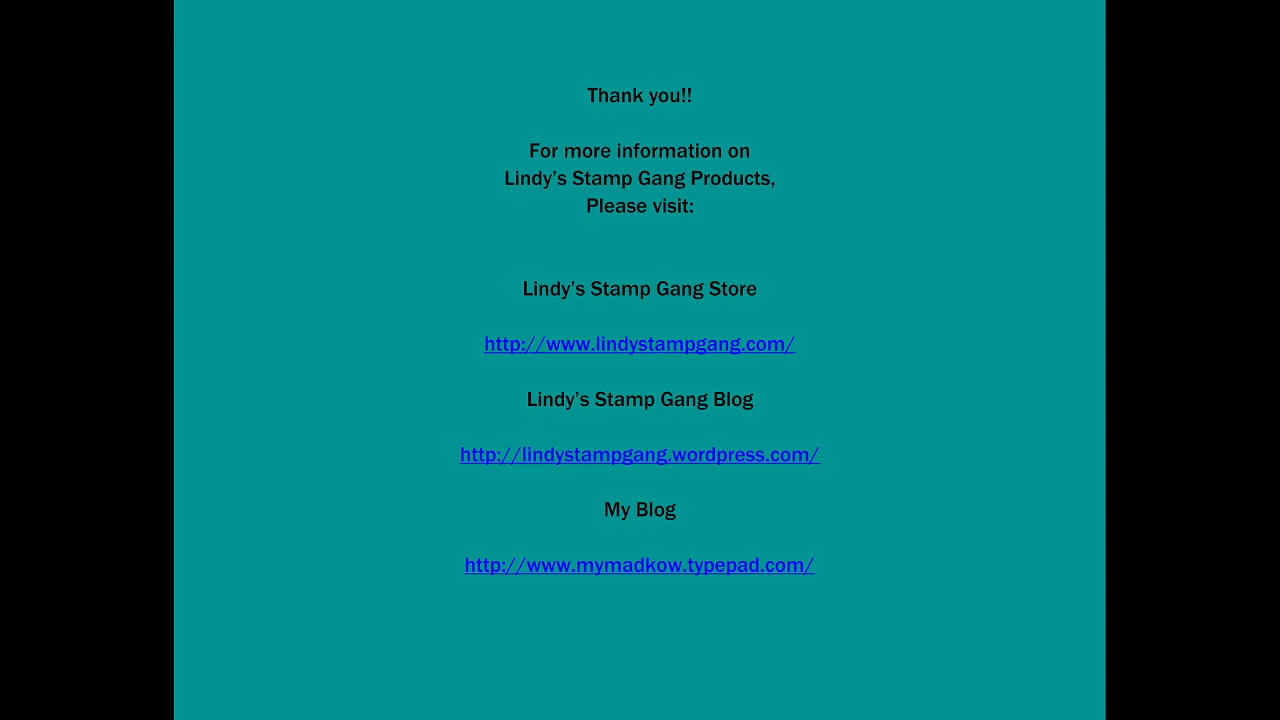 Thank you!!
For more information on
Lindy’s Stamp Gang Products,
Please visit:
Lindy’s Stamp Gang Store
http://www.lindystampgang.com/
Lindy’s Stamp Gang Blog
http://lindystampgang.wordpress.com/
My Blog
http://www.mymadkow.typepad.com/